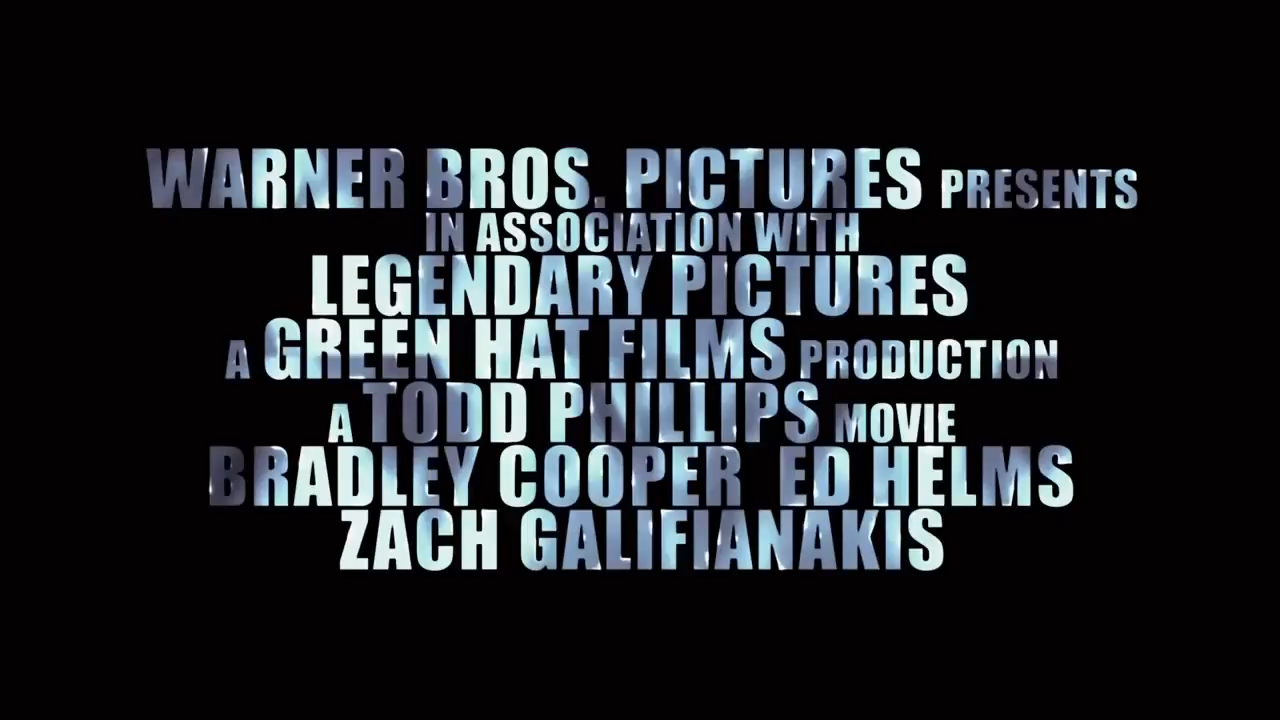 WARNER BROS. PICTURES PRESENTS
IN ASSOCIATION WITH
LEGENDARY PICTURES
A GREEN HAT FILMS PRODUCTION
A TODD PHILLIPS MOVIE
BRADLEY COOPER ED HELMS
ZACH GALIFIANAKIS